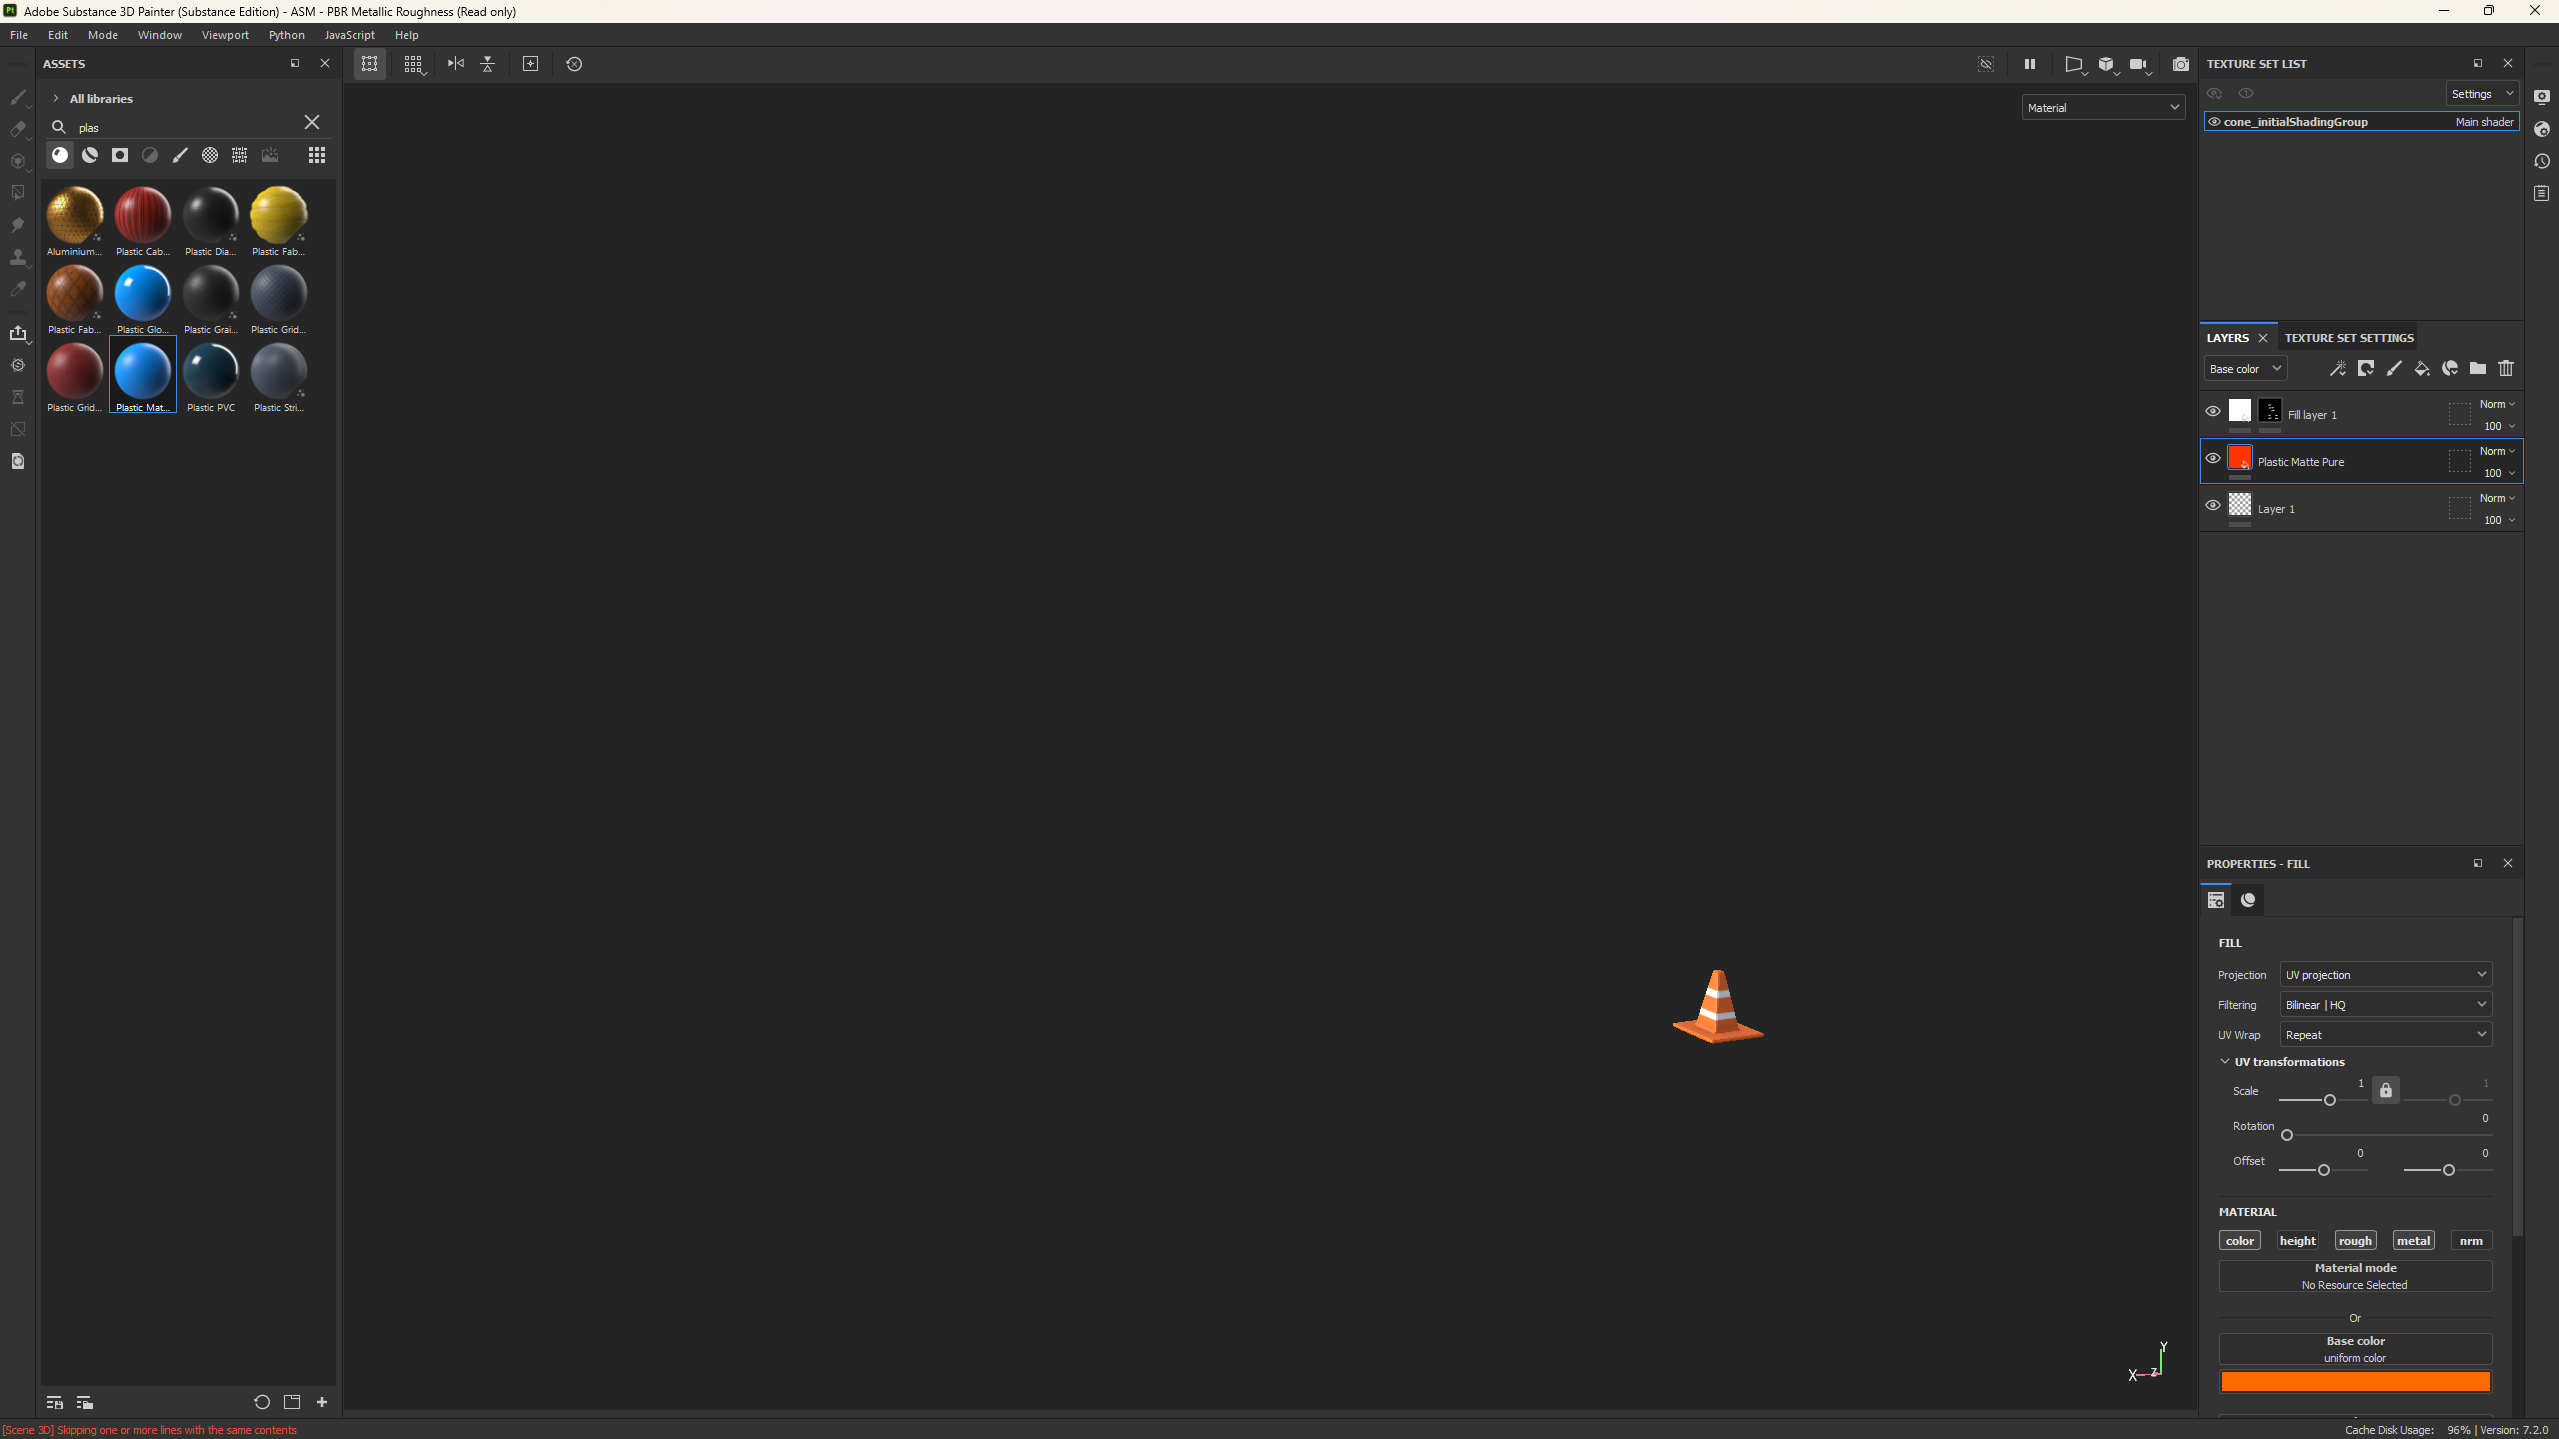 Adobe Substance 3D Painter (Substance Edition) - ASM - PBR Metallic Roughness (Read only)
File Edit Mode Window Viewport Python JavaScript Help
ASSETS
All libraries
plas
Aluminium... Plastic Cab... Plastic Dia... Plastic Fab...
Plastic Fab... Plastic Glo... Plastic Grai... Plastic Grid...
Plastic Grid... Plastic Mat... Plastic PVC Plastic Stri...
Material
X Z Y
TEXTURE SET LIST
Settings
cone_initialShadingGroup Main shader
LAYERS TEXTURE SET SETTINGS
Base color
Fill layer 1 Norm
100
Plastic Matte Pure Norm
100
Layer 1 Norm
100
PROPERTIES - FILL
FILL
Projection UV projection
Filtering Bilinear | HQ
UV Wrap Repeat
UV transformations
Scale 1 1
Rotation 0
Offset 0 0
MATERIAL
color height rough metal nrm
Material mode
No Resource Selected
Or
Base color
uniform color
[Scene 3D] Skipping one or more lines with the same contents
Cache Disk Usage: 96% | Version: 7.2.0